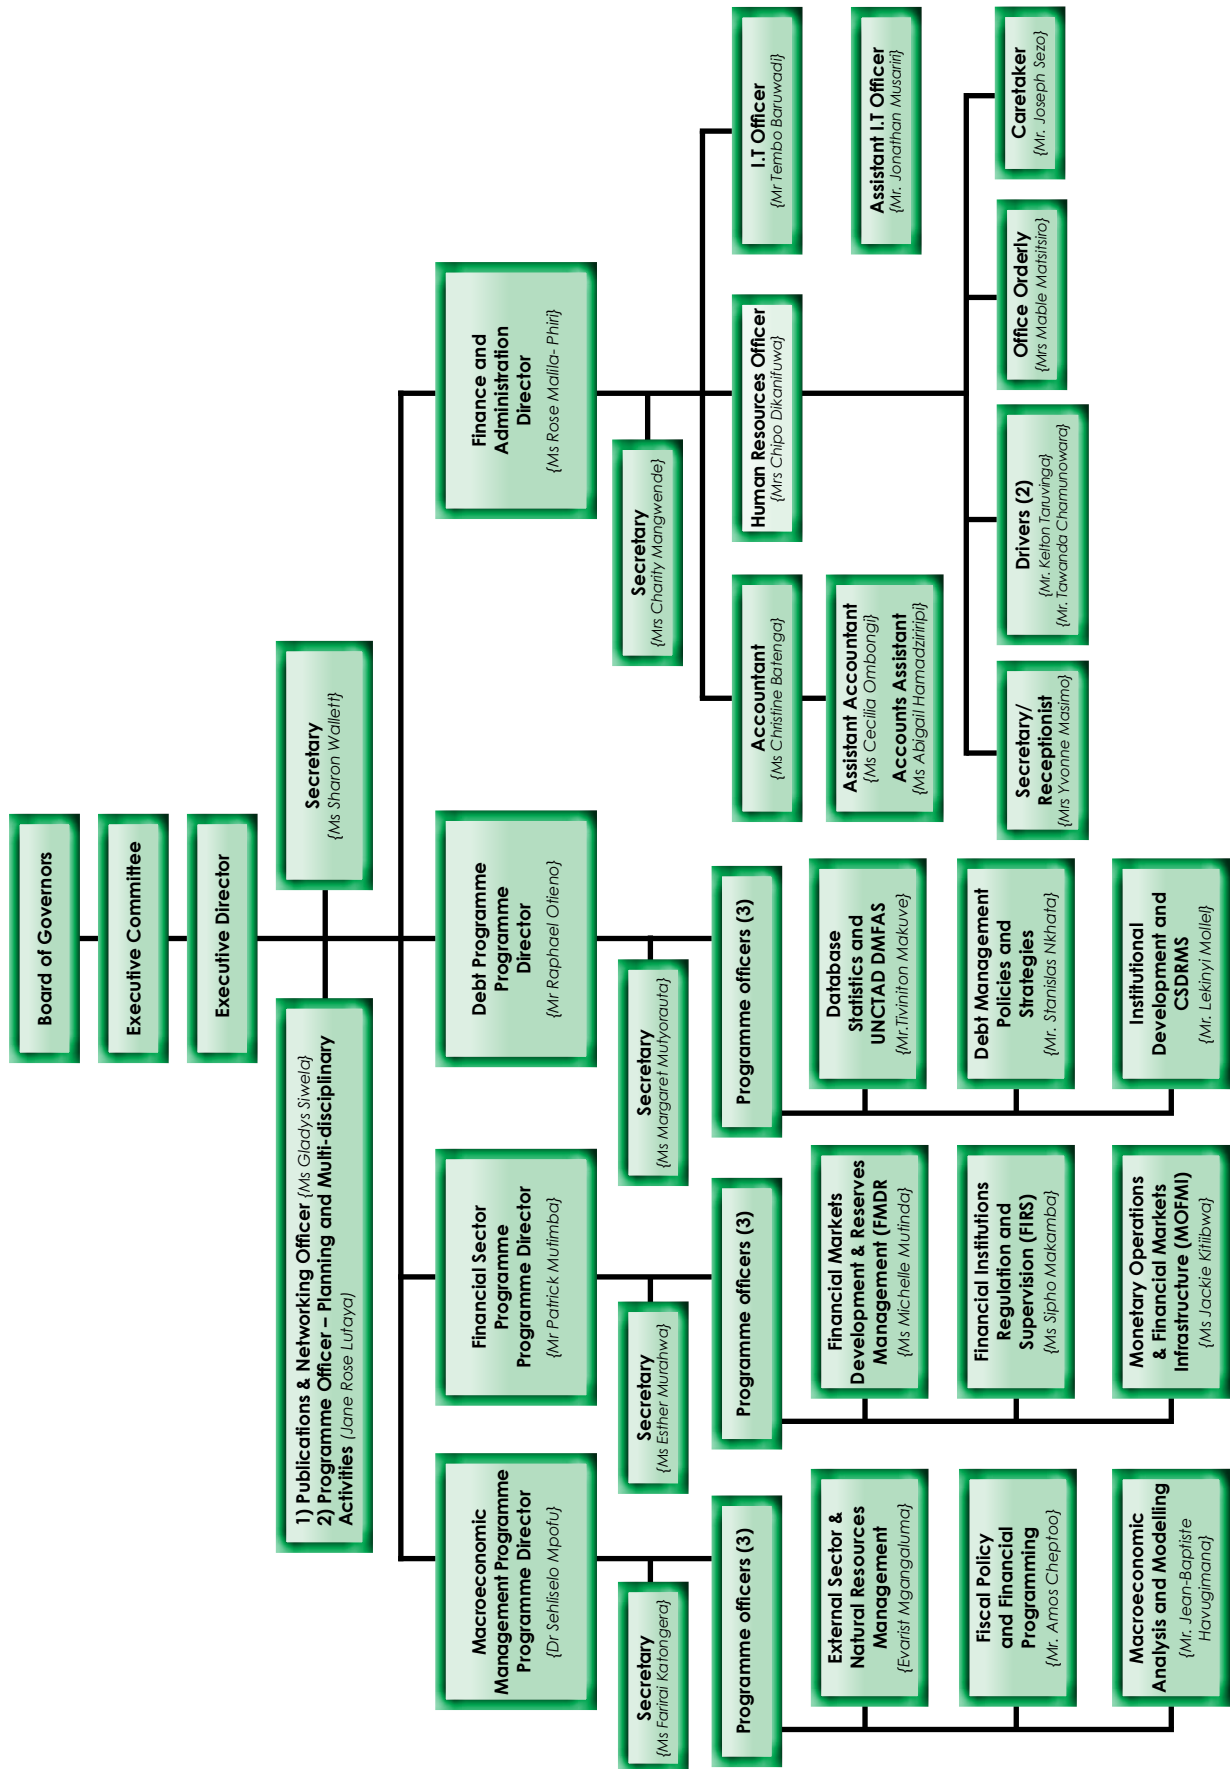 Board of Governors
Executive Committee
Executive Director
Secretary
{Ms Sharon Wallett}
1) Publications & Networking Officer {Ms Gladys Siwela}
2) Programme Officer – Planning and Multi-disciplinary
Activities (Jane Rose Lutaya)
Macroeconomic
Management Programme
Programme Director
{Dr Sehliselo Mpofu}
Secretary
{Ms Farirai Katongera}
Programme officers (3)
External Sector &
Natural Resources
Management
{Evarist Mgangaluma}
Fiscal Policy
and Financial
Programming
{Mr. Amos Cheptoo}
Macroeconomic
Analysis and Modelling
{Mr. Jean-Baptiste
Havugimana}
Financial Sector
Programme
Programme Director
{Mr Patrick Mutimba}
Secretary
{Ms Esther Murahwa}
Programme officers (3)
Financial Markets
Development & Reserves
Management (FMDR)
{Ms Michelle Mutinda}
Financial Institutions
Regulation and
Supervision (FIRS)
{Ms Sipho Makamba}
Monetary Operations
& Financial Markets
Infrastructure (MOFMI)
{Ms Jackie Kitiibwa}
Debt Programme
Programme
Director
{Mr Raphael Otieno}
Secretary
{Ms Margaret Mutyorauta}
Programme officers (3)
Database
Statistics and
UNCTAD DMFAS
{Mr.Tiviniton Makuve}
Debt Management
Policies and
Strategies
{Mr. Stanislas Nkhata}
Institutional
Development and
CSDRMS
{Mr. Lekinyi Mollel}
Finance and
Administration
Director
{Ms Rose Malila- Phiri}
Secretary
{Mrs Charity Mangwende}
Accountant
{Ms Christine Batenga}
Assistant Accountant
{Ms Cecilia Ombongi}
Accounts Assistant
{Ms Abigail Hamadziriripi}
Human Resources Officer
{Mrs Chipo Dikanifuwa}
I.T Officer
{Mr Tembo Baruwadi}
Assistant I.T Officer
{Mr. Jonathan Musariri}
Secretary/
Receptionist
{Mrs Yvonne Masimo}
Drivers (2)
{Mr. Kelton Taruvinga}
{Mr. Tawanda Chamunowara}
Office Orderly
{Mrs Mable Matsitsiro}
Caretaker
{Mr. Joseph Sezo}